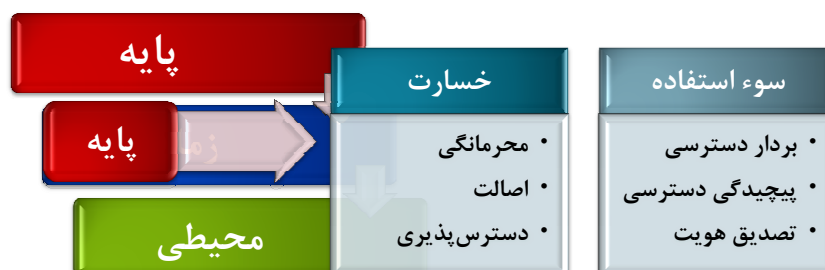 پایه
پایه
محیطی
خسارت
• محرمانگی
• اصالت
• دسترس‌پذیری
سوء استفاده
• بردار دسترسی
• پیچیدگی دسترسی
• تصدیق هویت